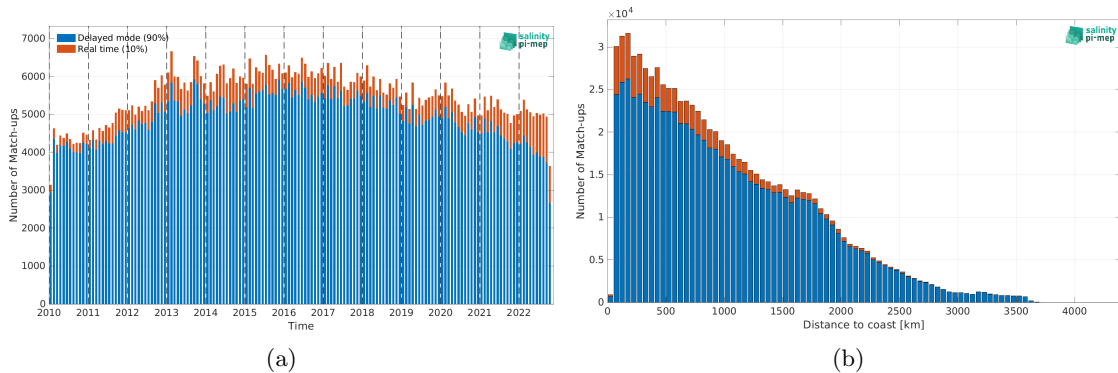 Delayed mode (90%)
Real time (10%)
salinity
pi-mep
7000
6000
5000
4000
3000
2000
1000
0
Number of Match-ups
2010 2011 2012 2013 2014 2015 2016 2017 2018 2019 2020 2021 2022
Time
(a)
×10⁴
salinity
pi-mep
3
2.5
2
1.5
1
0.5
0
Number of Match-ups
0 500 1000 1500 2000 2500 3000 3500 4000
Distance to coast [km]
(b)